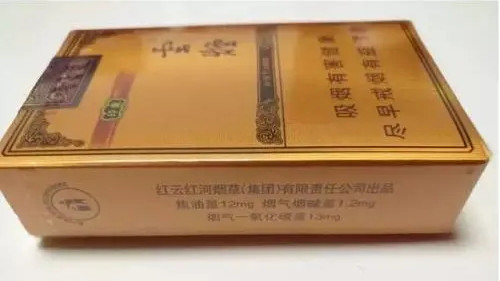 云烟
吸烟有害健康
尽早戒烟有益健康
红云红河烟草(集团)有限责任公司出品
焦油量12mg 烟气烟碱量1.2mg
烟气一氧化碳量13mg